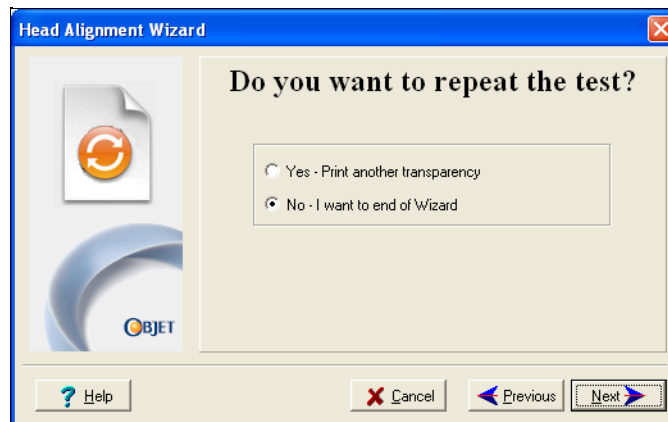 Head Alignment Wizard
Do you want to repeat the test?
Yes - Print another transparency
No - I want to end of Wizard
OBJET
? Help
Cancel
Previous
Next